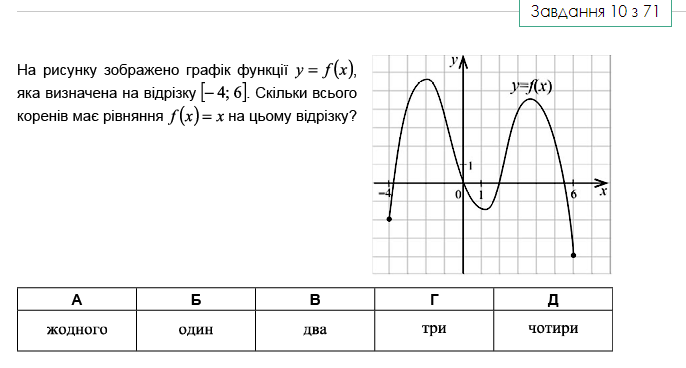 Завдання 10 з 71
На рисунку зображено графік функції y = f(x),
яка визначена на відрізку [– 4; 6]. Скільки всього
коренів має рівняння f(x) = x на цьому відрізку?
y
y=f(x)
1
–4 0 1 6 x
А Б В Г Д
жодного один два три чотири